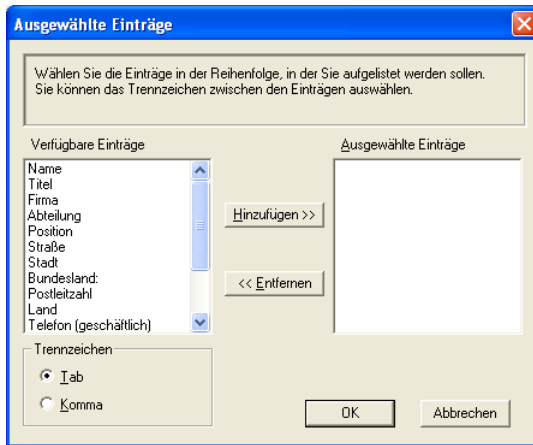 Ausgewählte Einträge
Wählen Sie die Einträge in der Reihenfolge, in der Sie aufgelistet werden sollen.
Sie können das Trennzeichen zwischen den Einträgen auswählen.
Verfügbare Einträge
Ausgewählte Einträge
Name
Titel
Firma
Abteilung
Position
Straße
Stadt
Bundesland:
Postleitzahl
Land
Telefon (geschäftlich)
Hinzufügen >>
<< Entfernen
Trennzeichen
Tab
Komma
OK
Abbrechen